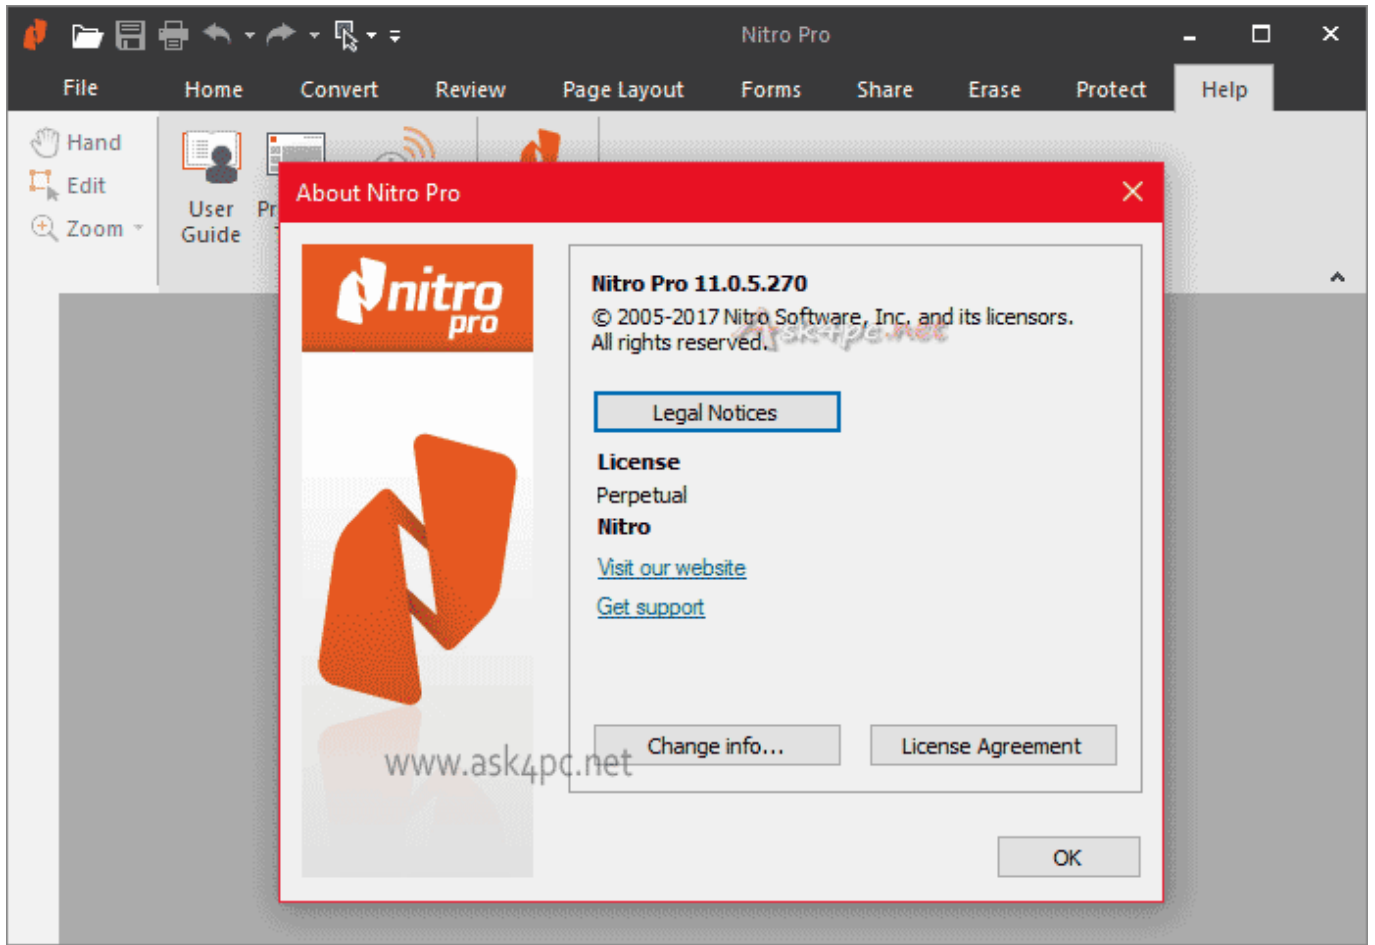 Nitro Pro
File Home Convert Review Page Layout Forms Share Erase Protect Help
Hand
Edit
Zoom
User
Guide
About Nitro Pro
nitro
pro
Nitro Pro 11.0.5.270
© 2005-2017 Nitro Software, Inc. and its licensors.
All rights reserved.
Ask4pc.net
Legal Notices
License
Perpetual
Nitro
Visit our website
Get support
Change info... License Agreement
www.ask4pc.net
OK